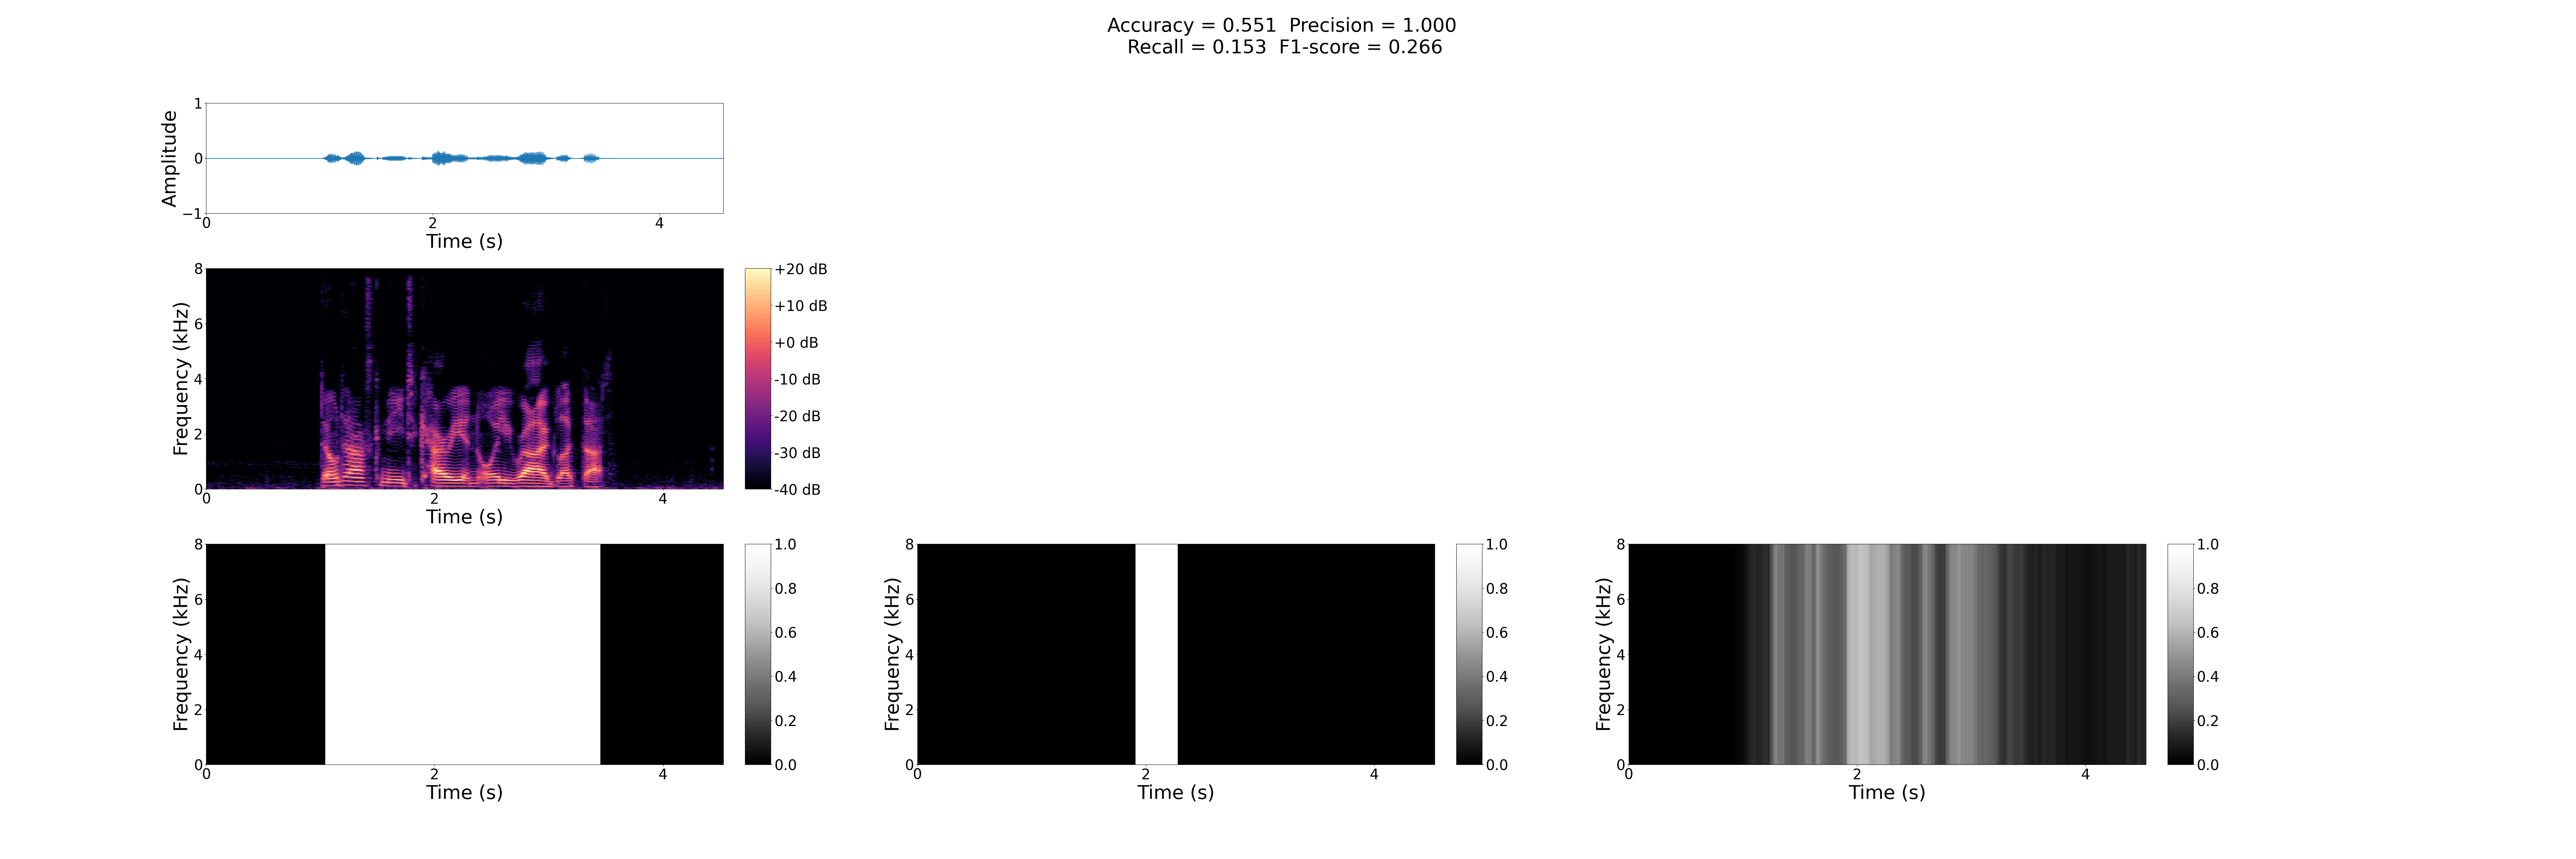 Accuracy = 0.551  Precision = 1.000
Recall = 0.153  F1-score = 0.266
Amplitude
1
0
−1
0 2 4
Time (s)
Frequency (kHz)
8
6
4
2
0
0 2 4
Time (s)
+20 dB
+10 dB
+0 dB
-10 dB
-20 dB
-30 dB
-40 dB
Frequency (kHz)
8
6
4
2
0
0 2 4
Time (s)
1.0
0.8
0.6
0.4
0.2
0.0
Frequency (kHz)
8
6
4
2
0
0 2 4
Time (s)
1.0
0.8
0.6
0.4
0.2
0.0
Frequency (kHz)
8
6
4
2
0
0 2 4
Time (s)
1.0
0.8
0.6
0.4
0.2
0.0